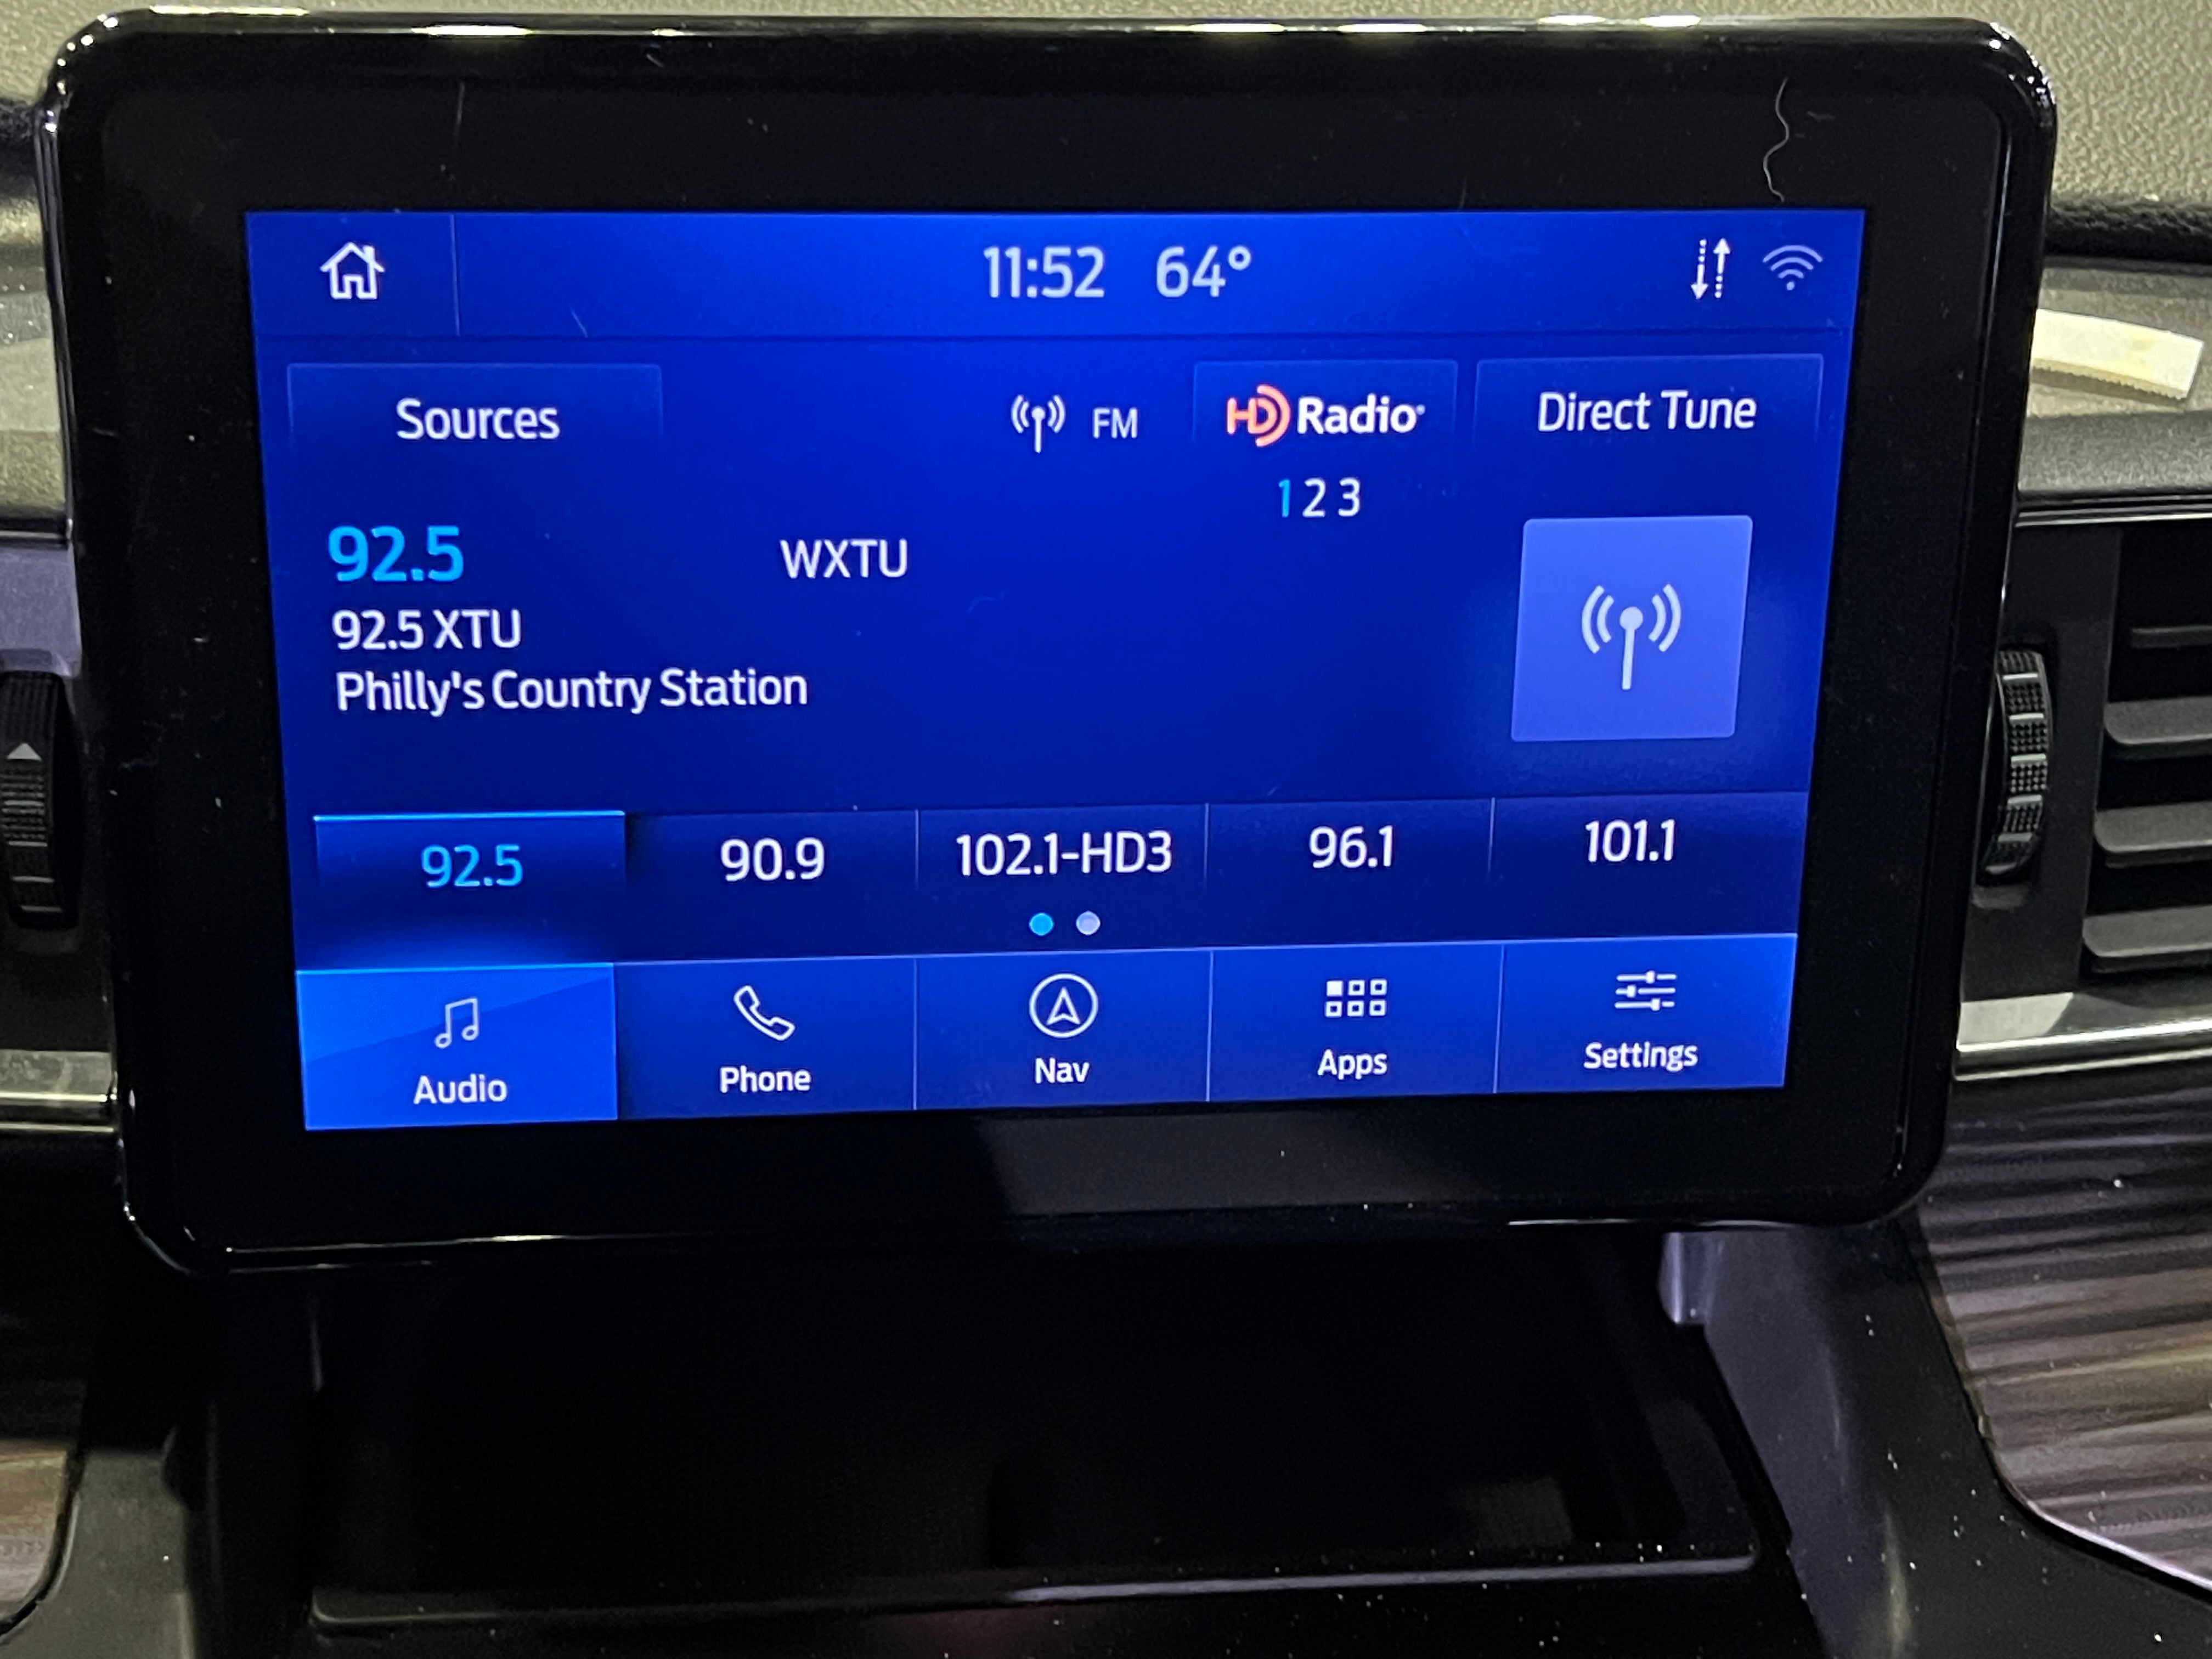 11:52 64°
Sources FM HD Radio® Direct Tune
1 2 3
92.5 WXTU
92.5 XTU
Philly's Country Station
92.5 90.9 102.1-HD3 96.1 101.1
Audio Phone Nav Apps Settings